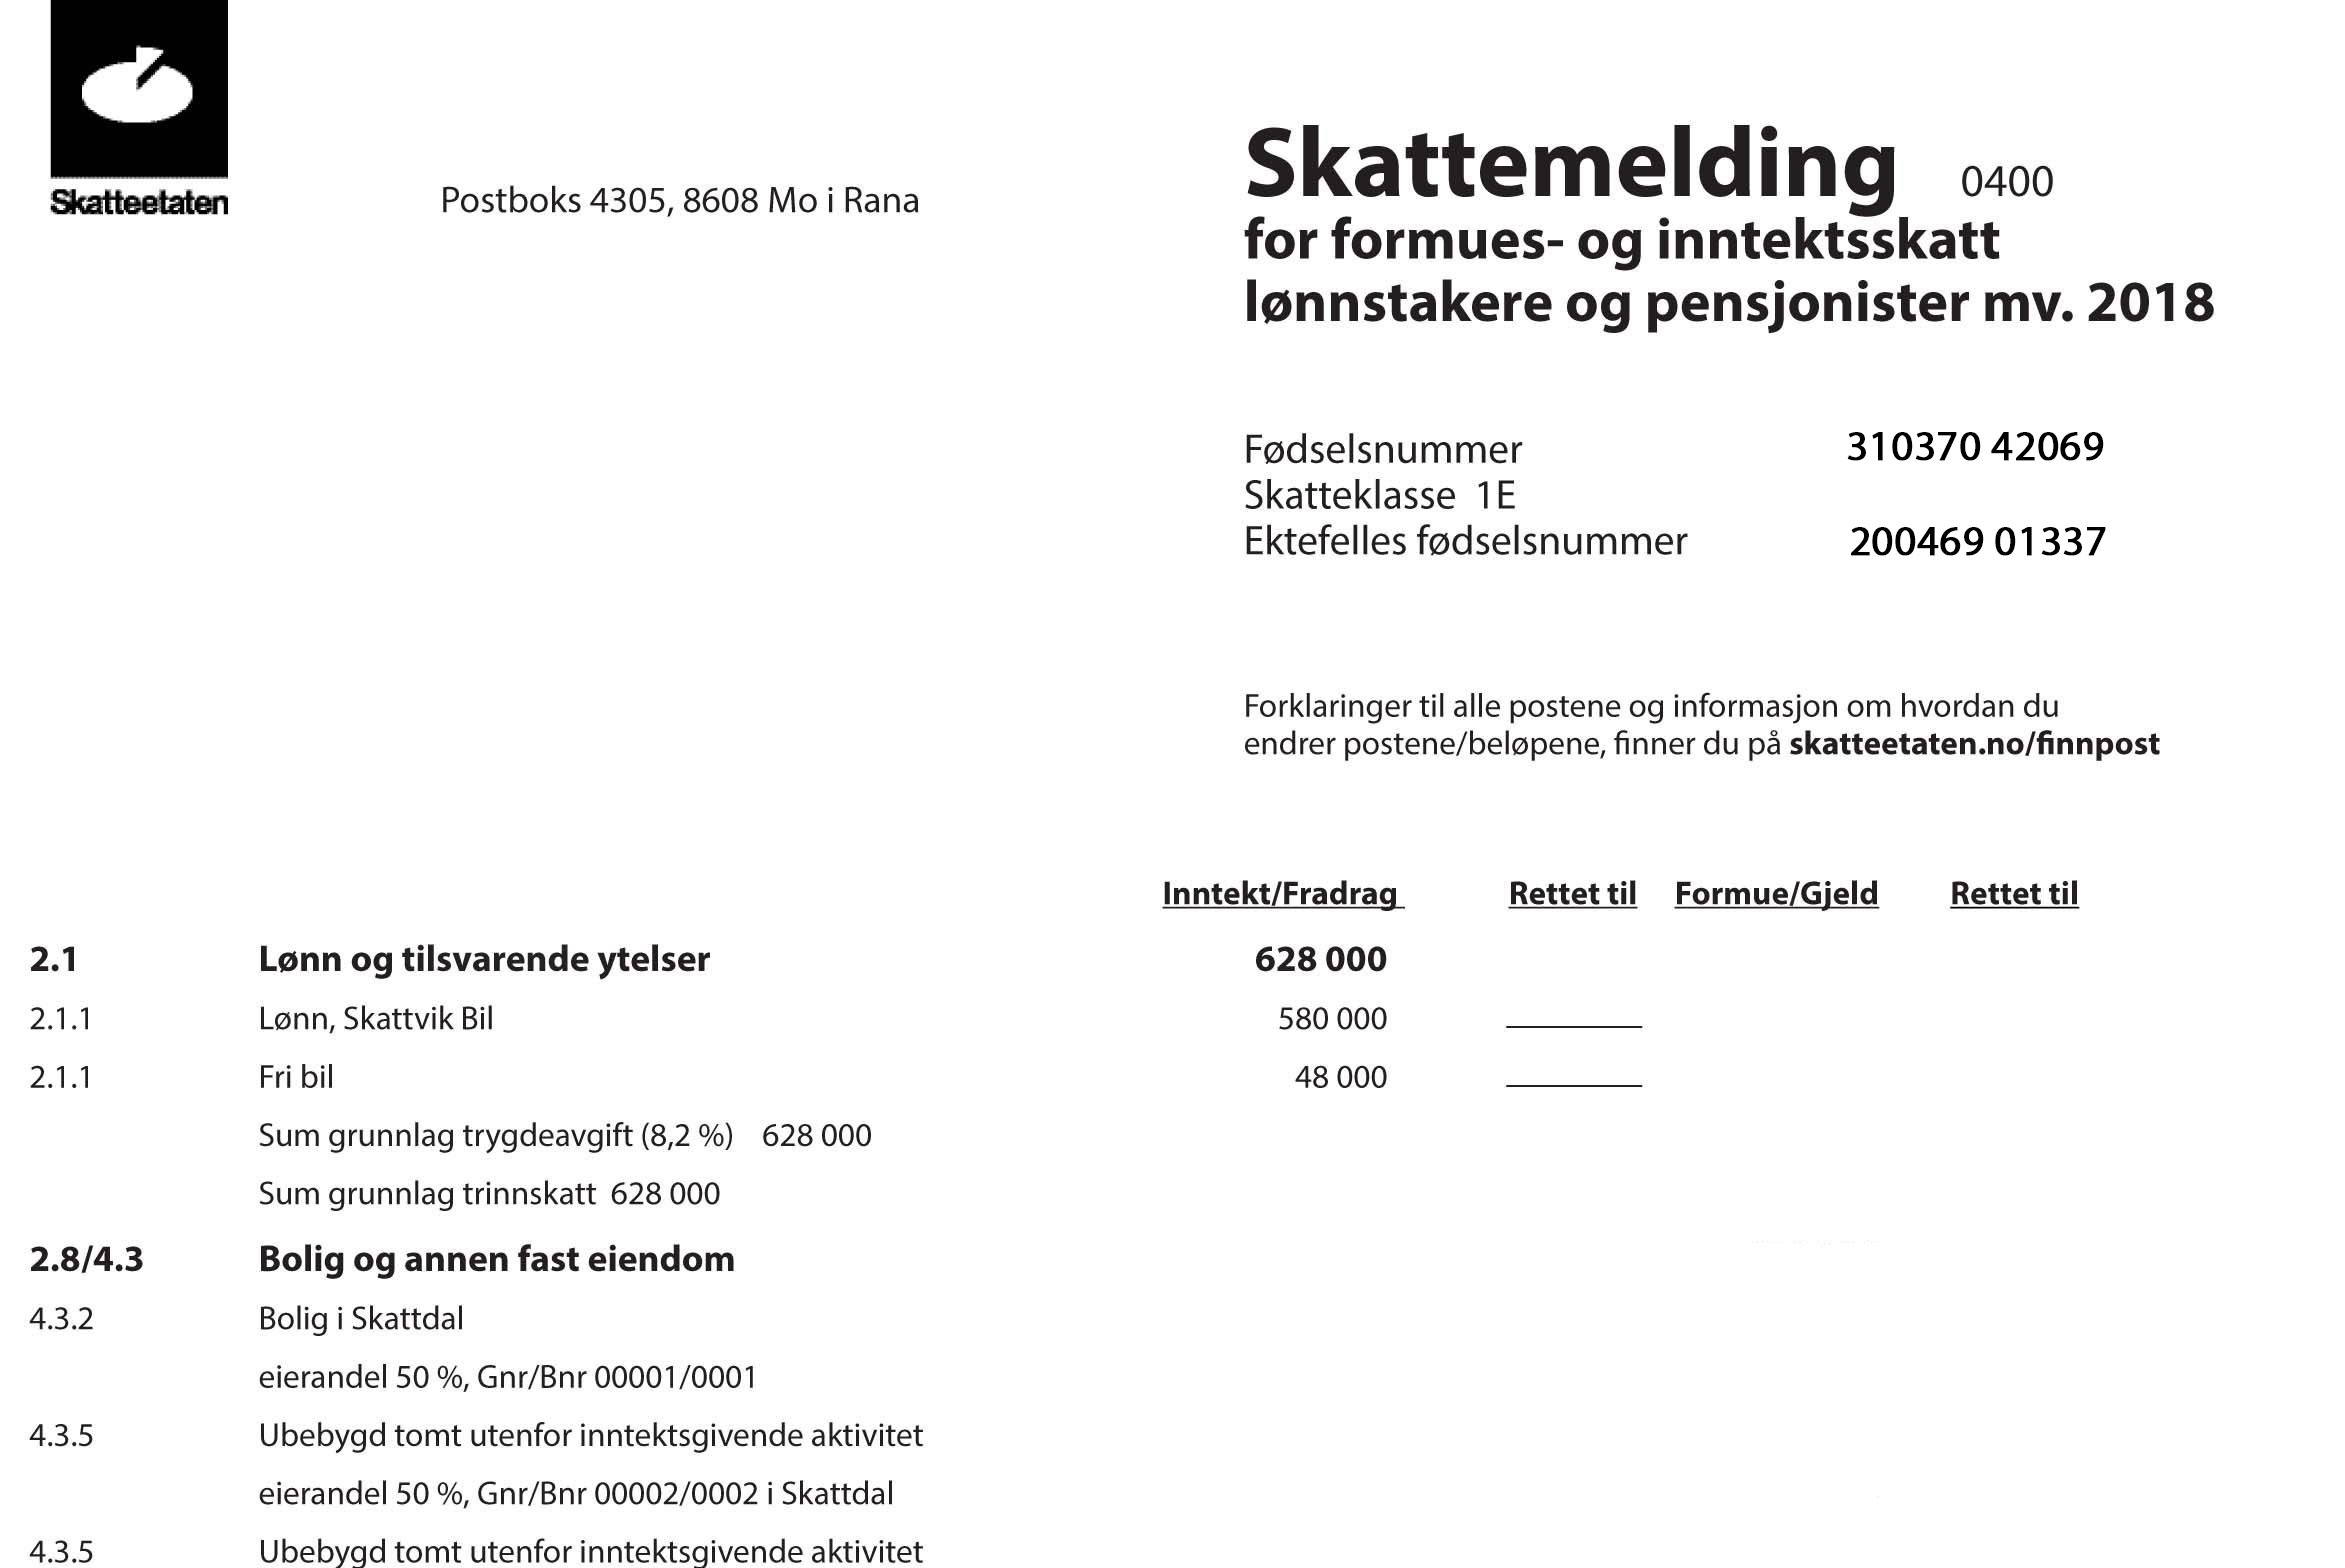 Skatteetaten
Postboks 4305, 8608 Mo i Rana
Skattemelding 0400
for formues- og inntektsskatt
lønnstakere og pensjonister mv. 2018
Fødselsnummer 310370 42069
Skatteklasse 1E
Ektefelles fødselsnummer 200469 01337
Forklaringer til alle postene og informasjon om hvordan du
endrer postene/beløpene, finner du på skatteetaten.no/finnpost
Inntekt/Fradrag Rettet til Formue/Gjeld Rettet til
2.1 Lønn og tilsvarende ytelser 628 000
2.1.1 Lønn, Skattvik Bil 580 000
2.1.1 Fri bil 48 000
Sum grunnlag trygdeavgift (8,2 %) 628 000
Sum grunnlag trinnskatt 628 000
2.8/4.3 Bolig og annen fast eiendom
4.3.2 Bolig i Skattdal
eierandel 50 %, Gnr/Bnr 00001/0001
4.3.5 Ubebygd tomt utenfor inntektsgivende aktivitet
eierandel 50 %, Gnr/Bnr 00002/0002 i Skattdal
4.3.5 Ubebygd tomt utenfor inntektsgivende aktivitet